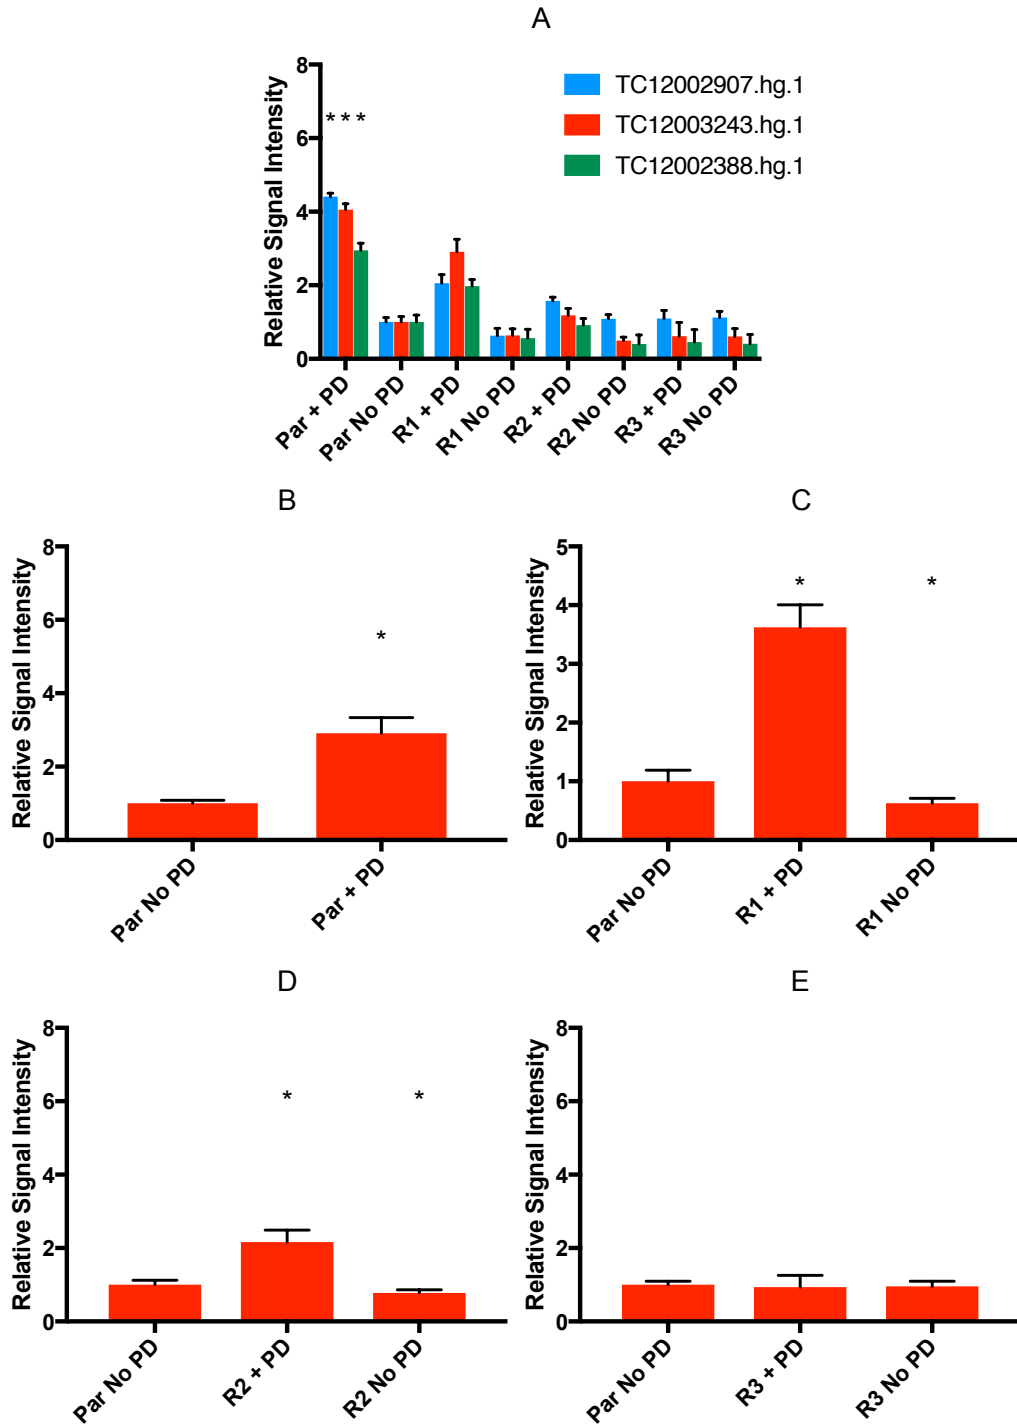 A
Relative Signal Intensity
8
6
4
2
0
* * *
TC12002907.hg.1
TC12003243.hg.1
TC12002388.hg.1
Par + PD
Par No PD
R1 + PD
R1 No PD
R2 + PD
R2 No PD
R3 + PD
R3 No PD
B
Relative Signal Intensity
8
6
4
2
0
*
Par No PD
Par + PD
C
Relative Signal Intensity
5
4
3
2
1
0
*
*
Par No PD
R1 + PD
R1 No PD
D
Relative Signal Intensity
8
6
4
2
0
*
*
Par No PD
R2 + PD
R2 No PD
E
Relative Signal Intensity
8
6
4
2
0
Par No PD
R3 + PD
R3 No PD